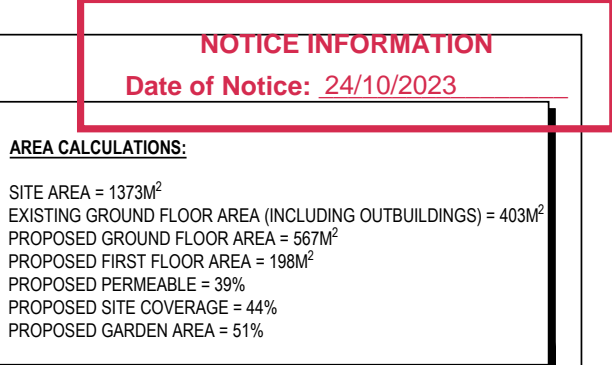 NOTICE INFORMATION
Date of Notice: 24/10/2023
AREA CALCULATIONS:
SITE AREA = 1373M²
EXISTING GROUND FLOOR AREA (INCLUDING OUTBUILDINGS) = 403M²
PROPOSED GROUND FLOOR AREA = 567M²
PROPOSED FIRST FLOOR AREA = 198M²
PROPOSED PERMEABLE = 39%
PROPOSED SITE COVERAGE = 44%
PROPOSED GARDEN AREA = 51%